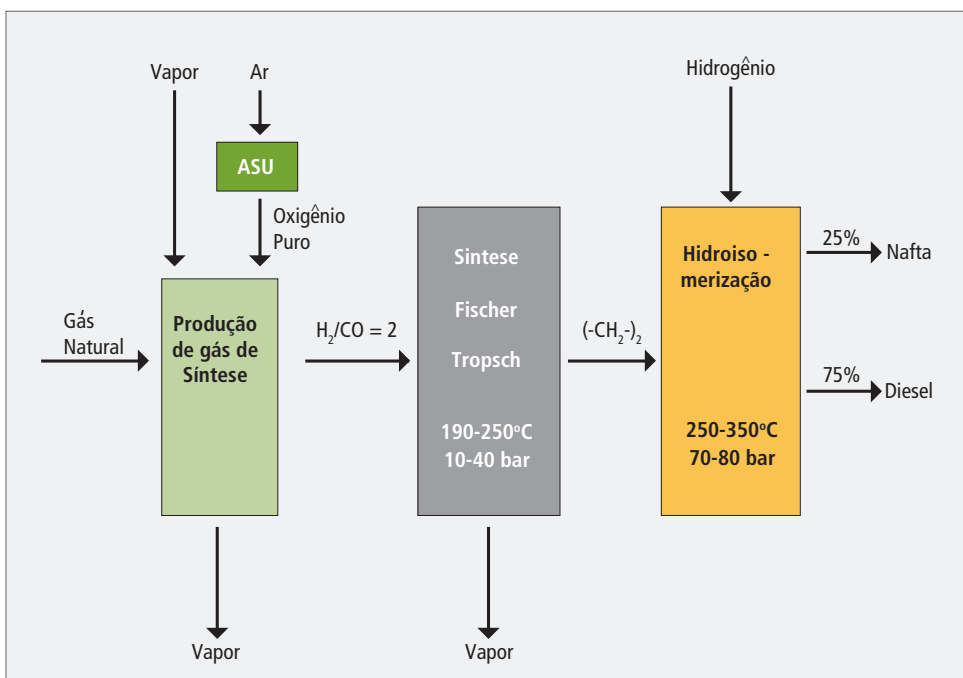 Vapor
Ar
Hidrogênio
ASU
Oxigênio
Puro
Gás
Natural
Produção
de gás de
Síntese
H₂/CO = 2
Sintese
Fischer
Tropsch
190-250ºC
10-40 bar
(-CH₂-)₂
Hidroiso -
merização
250-350ºC
70-80 bar
25%
Nafta
75%
Diesel
Vapor
Vapor